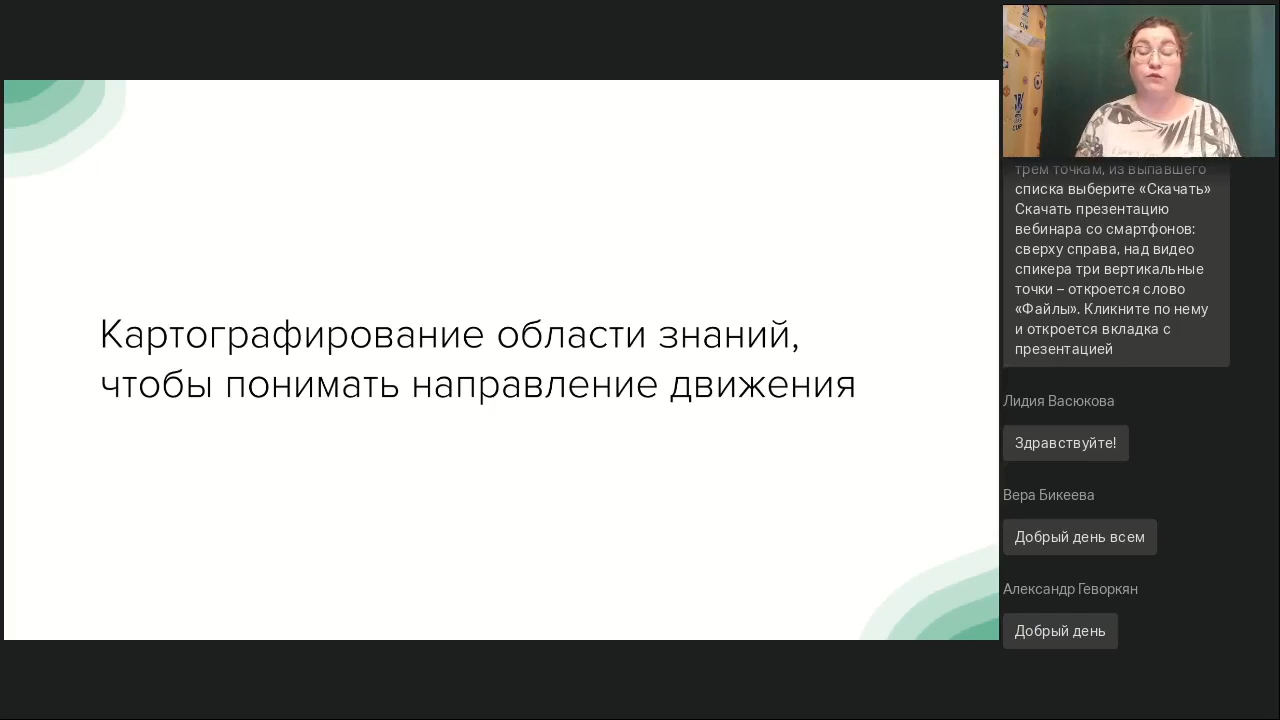 Картографирование области знаний,
чтобы понимать направление движения
трем точкам, из выпавшего
списка выберите «Скачать»
Скачать презентацию
вебинара со смартфонов:
сверху справа, над видео
спикера три вертикальные
точки – откроется слово
«Файлы». Кликните по нему
и откроется вкладка с
презентацией
Лидия Васюкова
Здравствуйте!
Вера Бикеева
Добрый день всем
Александр Геворкян
Добрый день